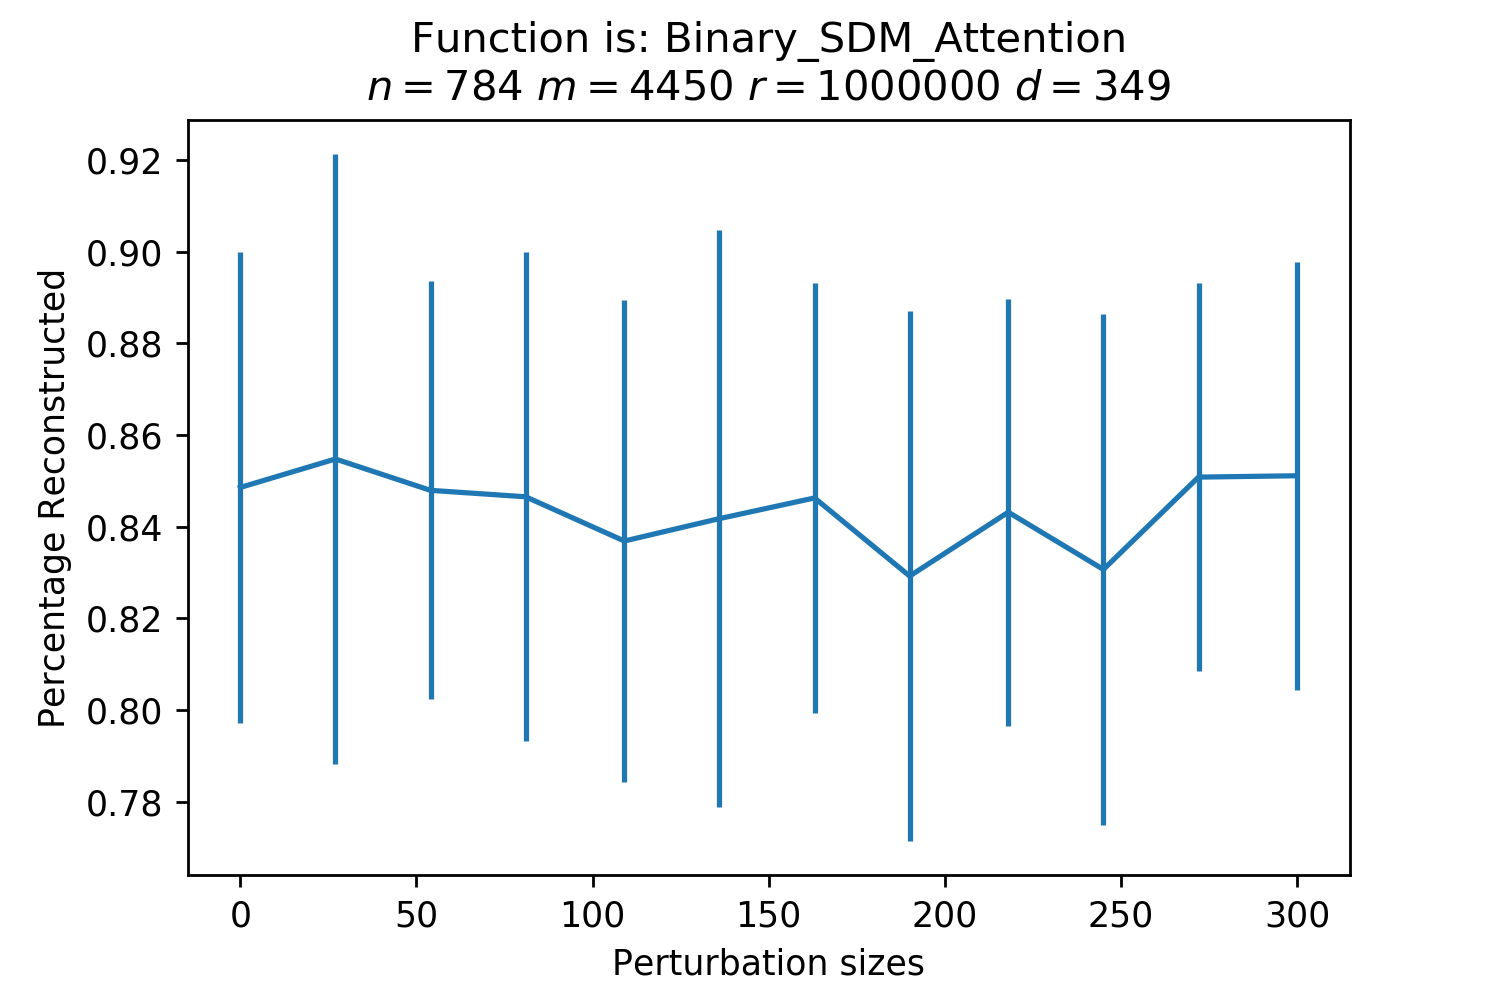 Function is: Binary_SDM_Attention
n = 784 m = 4450 r = 1000000 d = 349
0.92
0.90
0.88
0.86
0.84
0.82
0.80
0.78
Percentage Reconstructed
0 50 100 150 200 250 300
Perturbation sizes